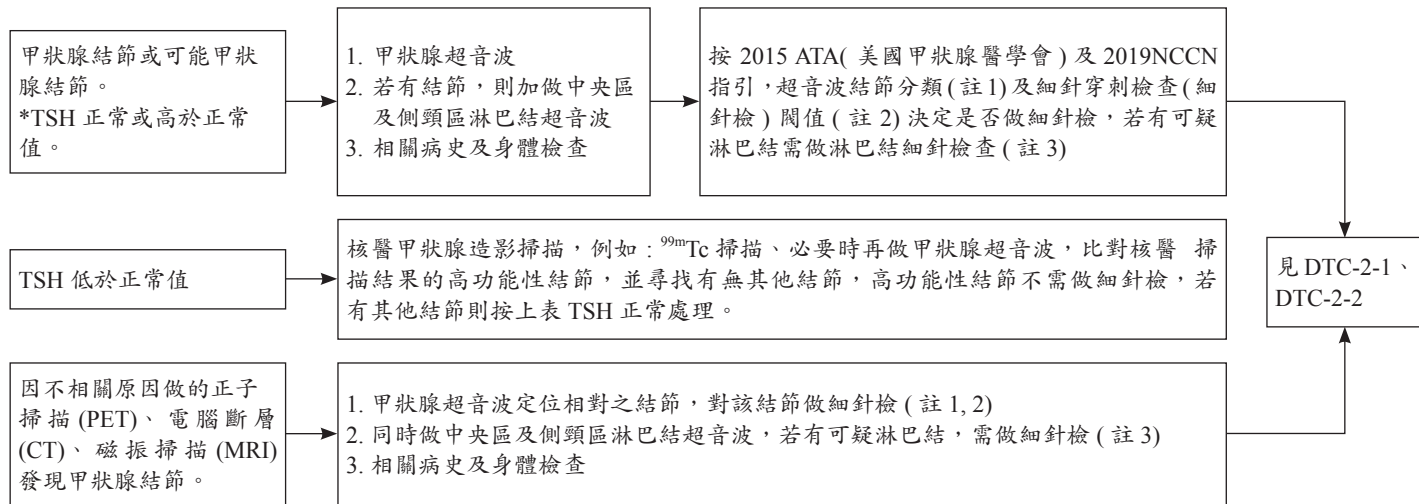 甲狀腺結節或可能甲狀
腺結節。
*TSH 正常或高於正常
值。
1. 甲狀腺超音波
2. 若有結節，則加做中央區
及側頸區淋巴結超音波
3. 相關病史及身體檢查
按 2015 ATA( 美國甲狀腺醫學會 ) 及 2019NCCN
指引，超音波結節分類 ( 註 1) 及細針穿刺檢查 ( 細
針檢 ) 閾值 ( 註 2) 決定是否做細針檢，若有可疑
淋巴結需做淋巴結細針檢查 ( 註 3)
TSH 低於正常值
核醫甲狀腺造影掃描，例如：99mTc 掃描、必要時再做甲狀腺超音波，比對核醫 掃
描結果的高功能性結節，並尋找有無其他結節，高功能性結節不需做細針檢，若
有其他結節則按上表 TSH 正常處理。
見 DTC-2-1、
DTC-2-2
因不相關原因做的正子
掃描 (PET)、電腦斷層
(CT)、磁振掃描 (MRI)
發現甲狀腺結節。
1. 甲狀腺超音波定位相對之結節，對該結節做細針檢 ( 註 1, 2)
2. 同時做中央區及側頸區淋巴結超音波，若有可疑淋巴結，需做細針檢 ( 註 3)
3. 相關病史及身體檢查